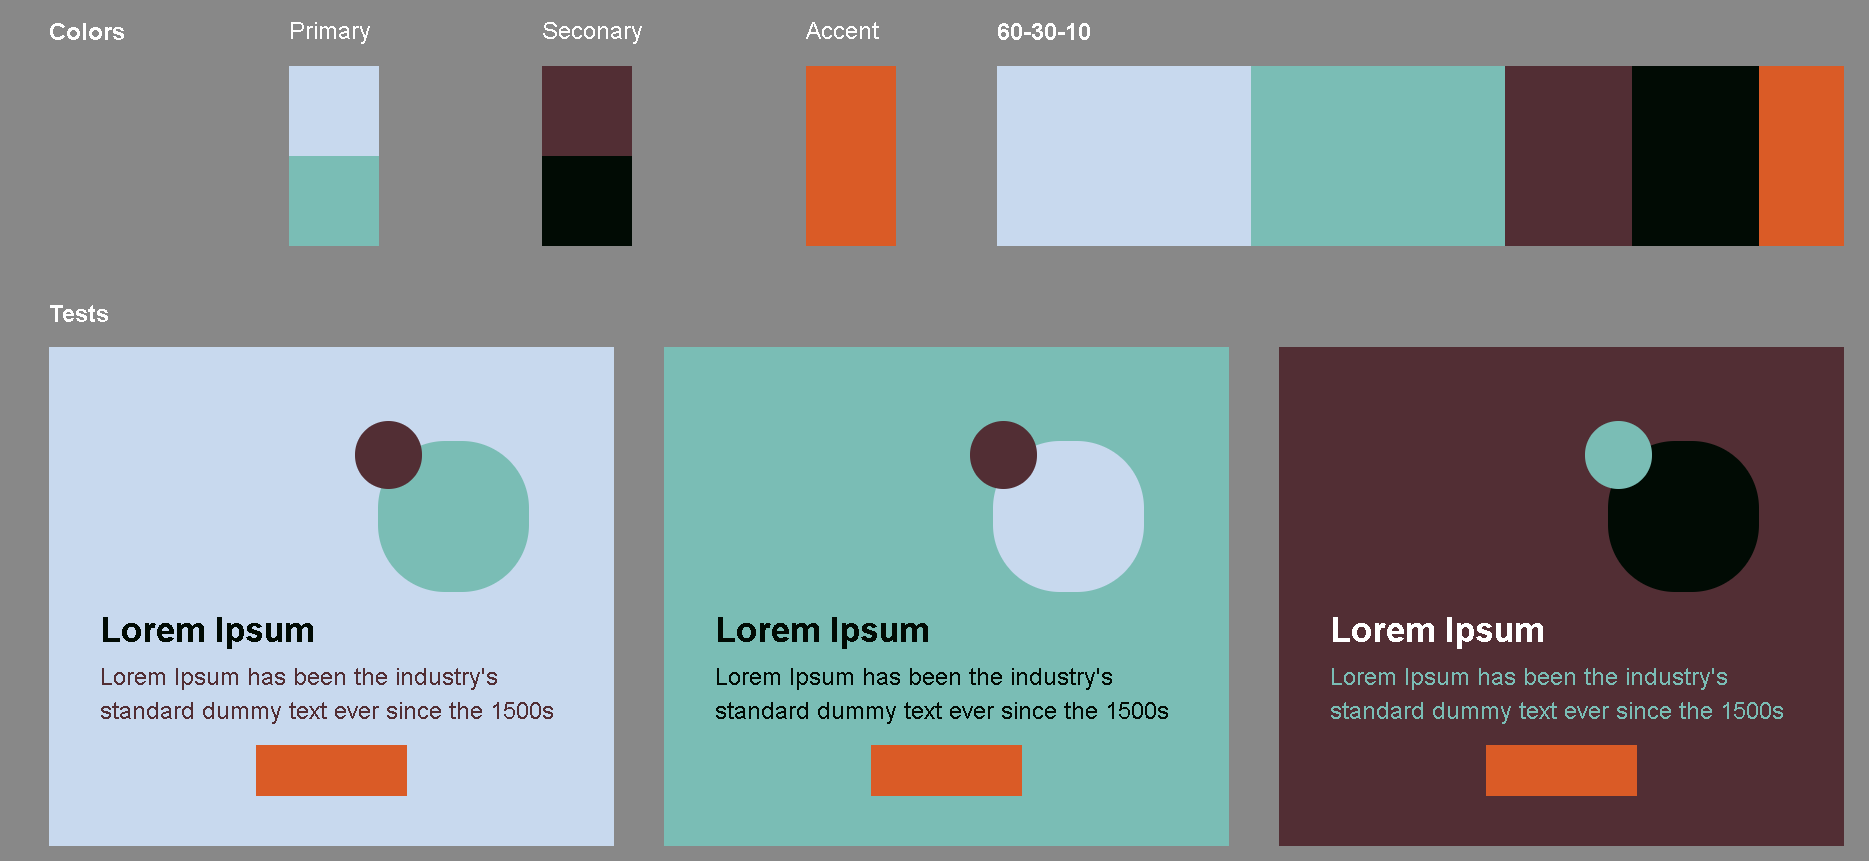 Colors
Primary
Seconary
Accent
60-30-10
Tests
Lorem Ipsum
Lorem Ipsum has been the industry's
standard dummy text ever since the 1500s
Lorem Ipsum
Lorem Ipsum has been the industry's
standard dummy text ever since the 1500s
Lorem Ipsum
Lorem Ipsum has been the industry's
standard dummy text ever since the 1500s